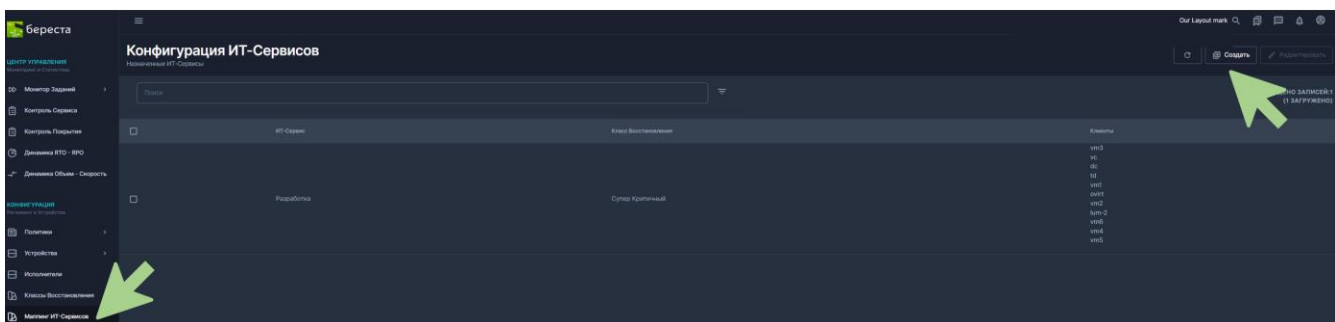 береста
Our Layout mark
ЦЕНТР УПРАВЛЕНИЯ
Мониторинг и Статистика
Монитор Заданий
Контроль Сервиса
Контроль Покрытия
Динамика RTO - RPO
Динамика Объем - Скорость
КОНФИГУРАЦИЯ
Регламент и Устройства
Политики
Устройства
Исполнители
Классы Восстановления
Маппинг ИТ-Сервисов
Конфигурация ИТ-Сервисов
Назначенные ИТ-Сервисы
Создать
Редактировать
Поиск
НО ЗАПИСЕЙ:1
(1 ЗАГРУЖЕНО)
ИТ-Сервис
Класс Восстановления
Клиенты
Разработка
Супер Критичный
vm3
vc
dc
td
vm1
ovirt
vm2
lum-2
vm6
vm4
vm5